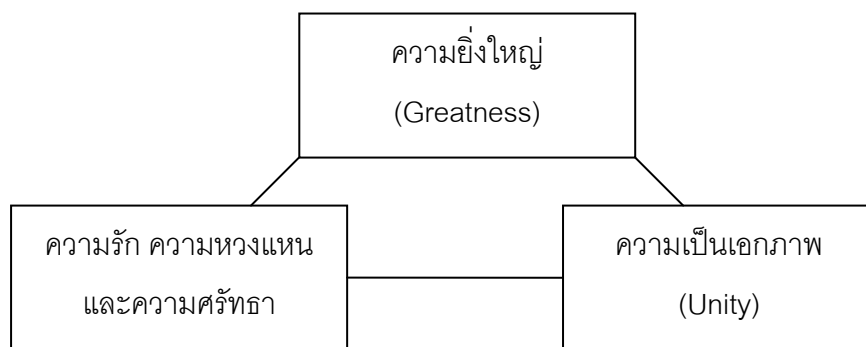 ความยิ่งใหญ่
(Greatness)
ความรัก ความหวงแหน
และความศรัทธา
ความเป็นเอกภาพ
(Unity)